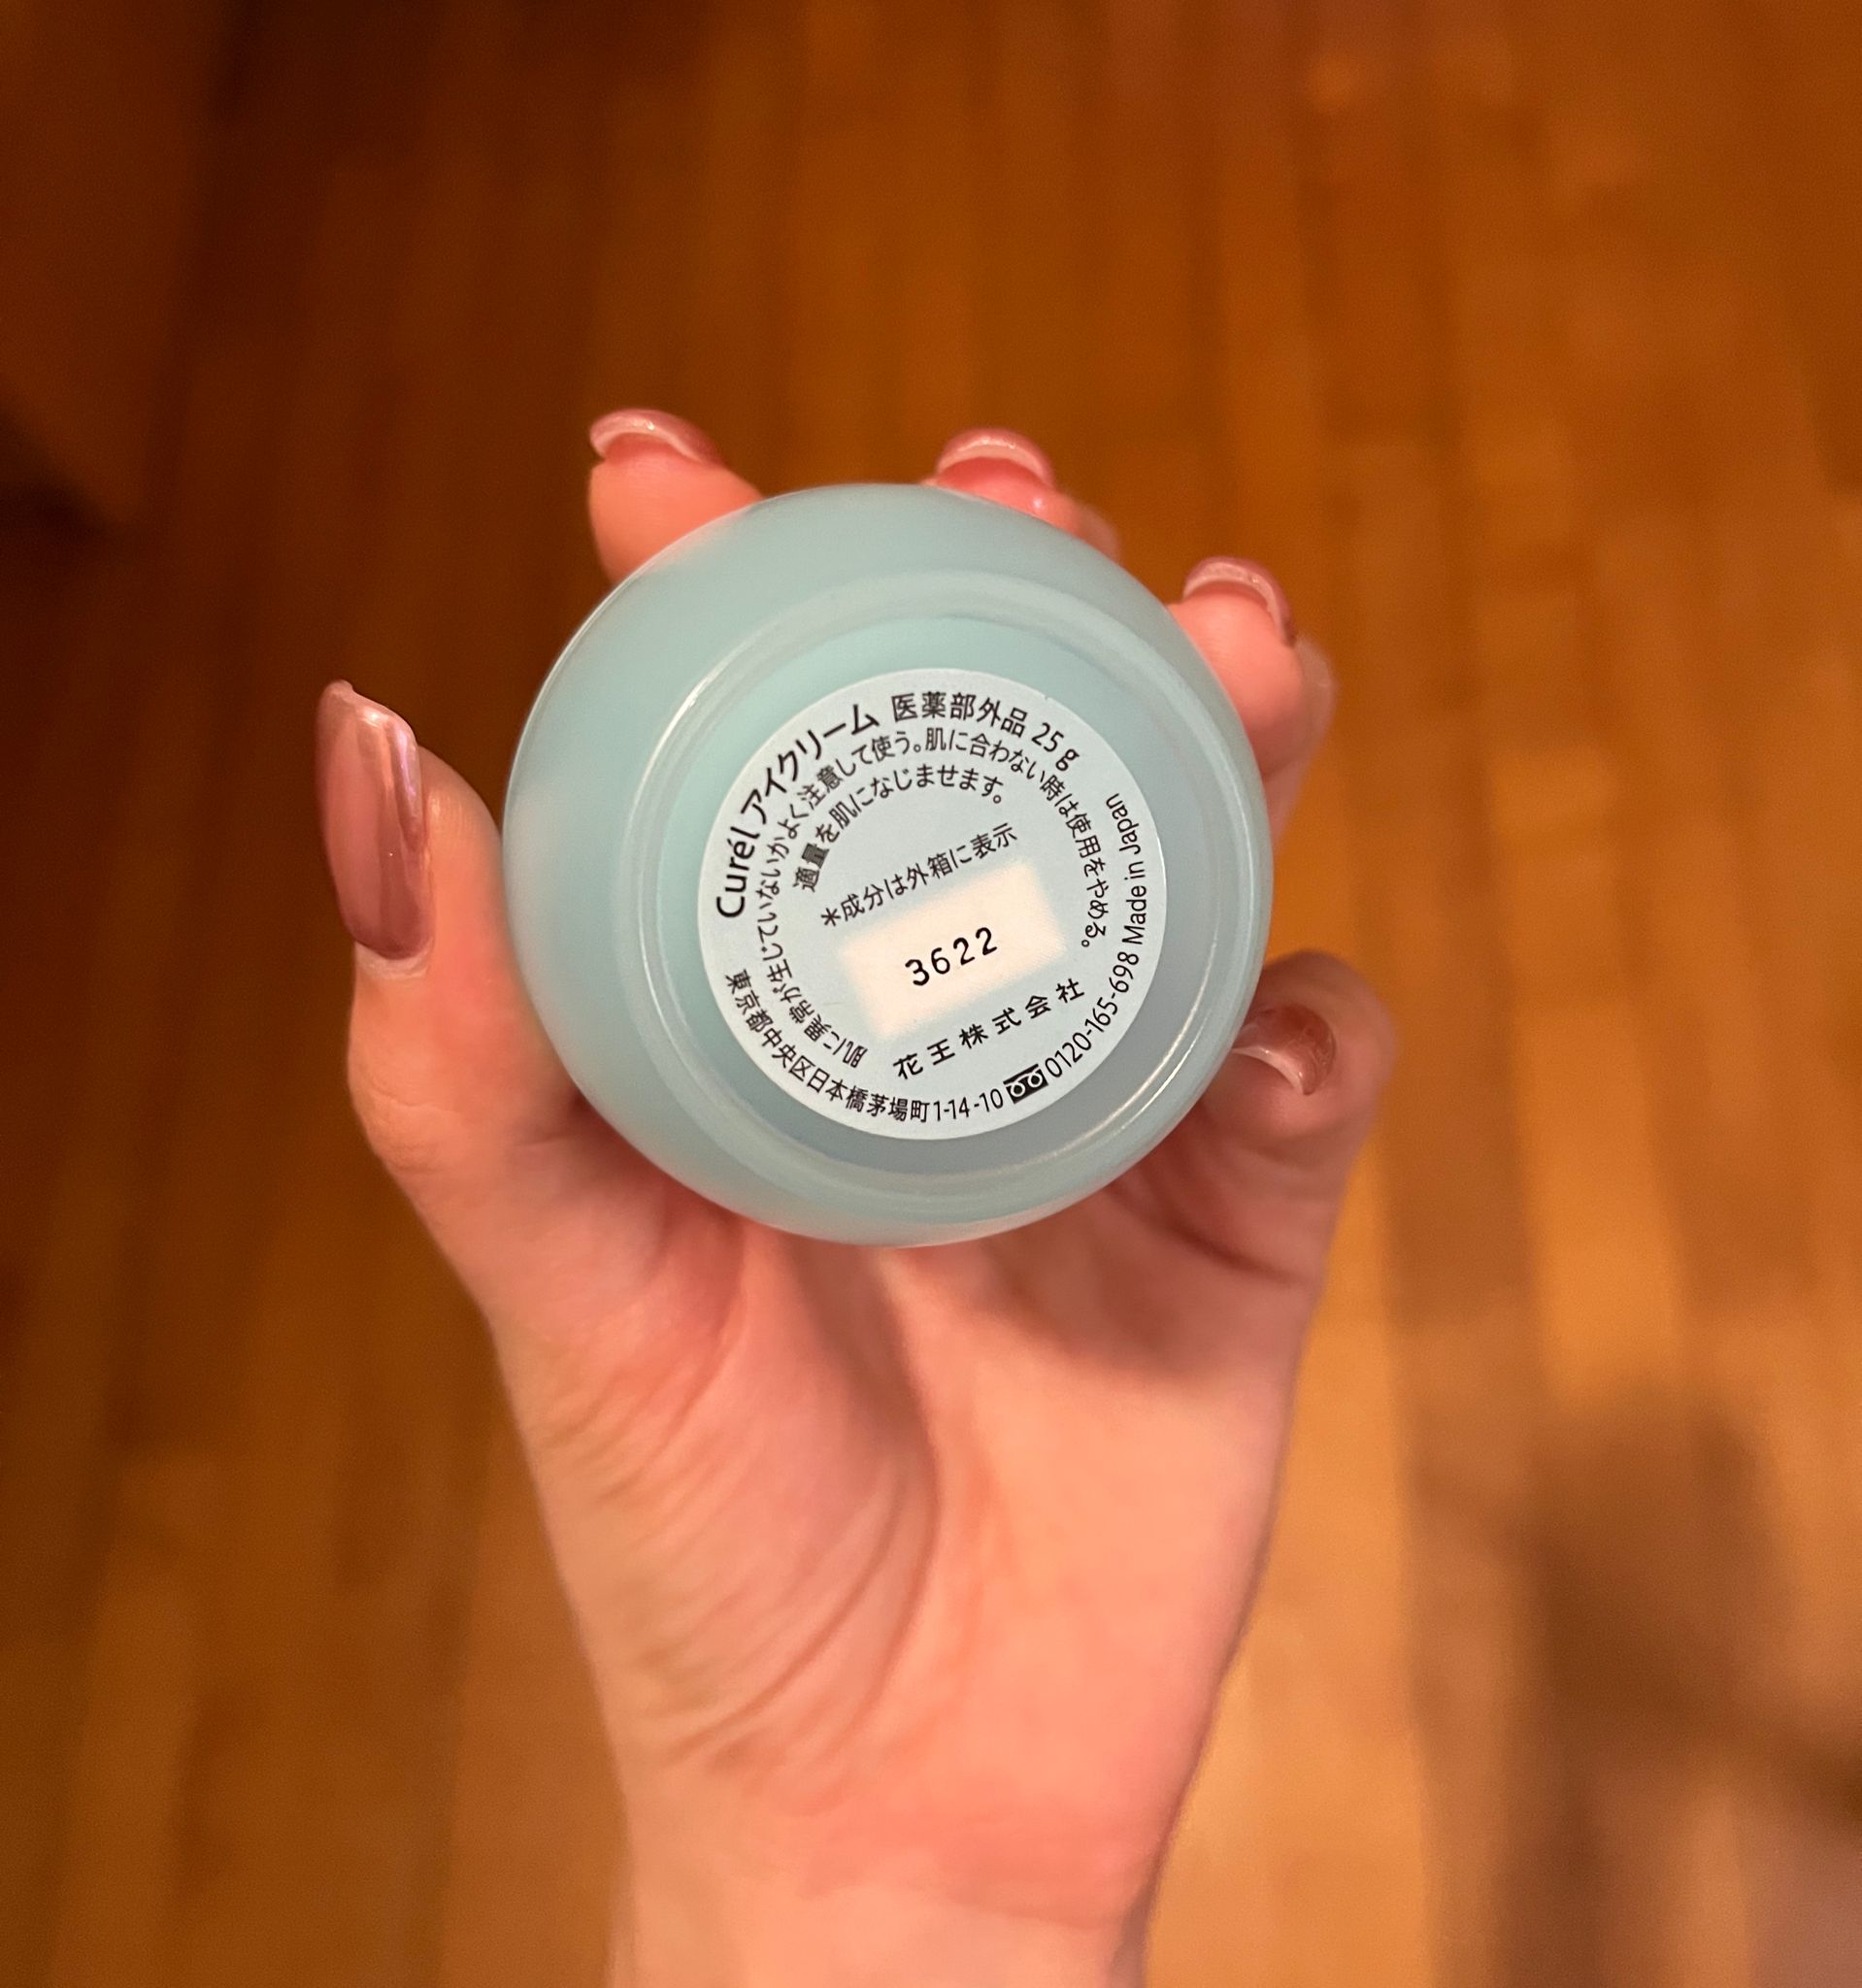 Curél アイクリーム 医薬部外品 25g
肌に異常が生じていないかよく注意して使う。肌に合わない時は使用をやめる。
適量を肌になじませます。
*成分は外箱に表示
3622
花王株式会社
東京都中央区日本橋茅場町1-14-10 0120-165-698 Made in Japan